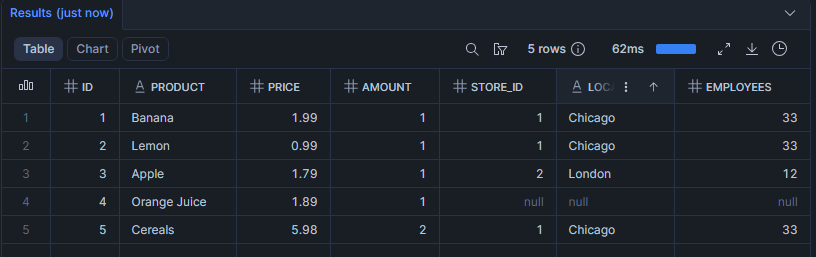 Results (just now)
Table Chart Pivot 5 rows 62ms
ID PRODUCT PRICE AMOUNT STORE_ID LOCA EMPLOYEES
1 1 Banana 1.99 1 1 Chicago 33
2 2 Lemon 0.99 1 1 Chicago 33
3 3 Apple 1.79 1 2 London 12
4 4 Orange Juice 1.89 1 null null null
5 5 Cereals 5.98 2 1 Chicago 33